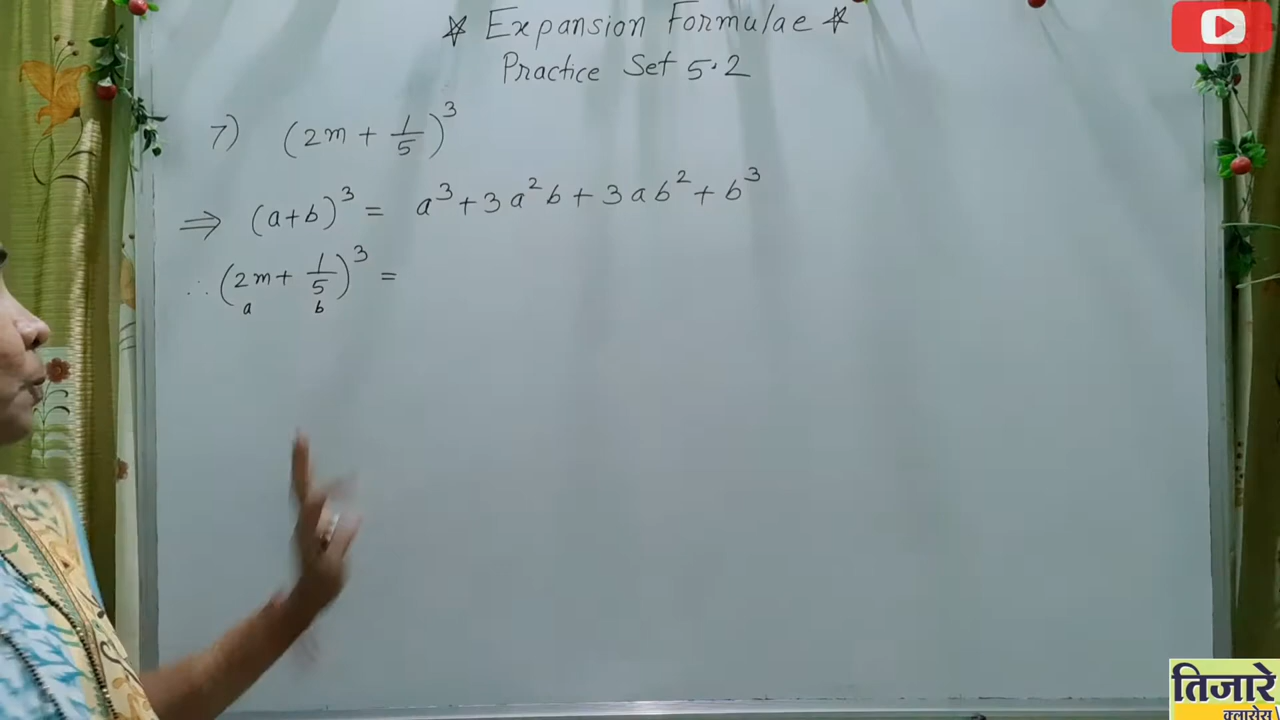 ☆ Expansion Formulae ☆
Practice Set 5.2
7) (2m + 1/5)³
⇒ (a+b)³ = a³ + 3a²b + 3ab² + b³
∴ (2m + 1/5)³ =
a b
तिजारे
क्लासेस